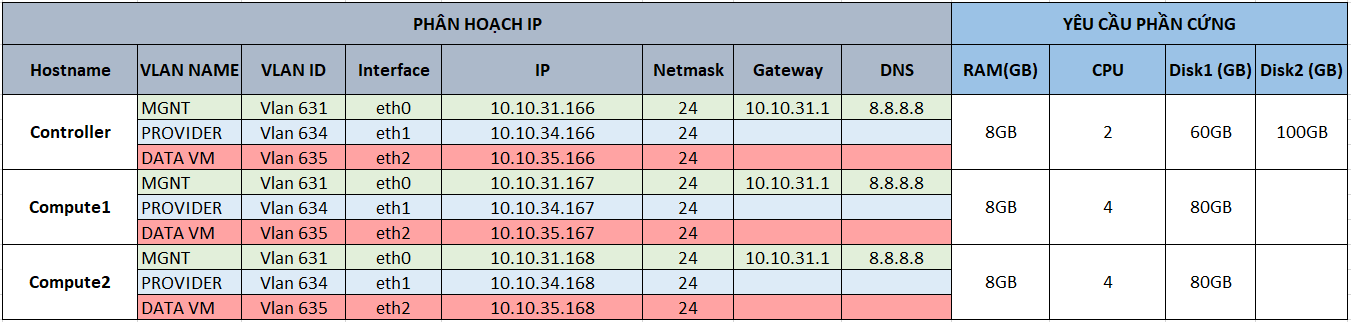 PHÂN HOẠCH IP YÊU CẦU PHẦN CỨNG
Hostname VLAN NAME VLAN ID Interface IP Netmask Gateway DNS RAM(GB) CPU Disk1 (GB) Disk2 (GB)
MGNT Vlan 631 eth0 10.10.31.166 24 10.10.31.1 8.8.8.8
Controller PROVIDER Vlan 634 eth1 10.10.34.166 24 8GB 2 60GB 100GB
DATA VM Vlan 635 eth2 10.10.35.166 24
MGNT Vlan 631 eth0 10.10.31.167 24 10.10.31.1 8.8.8.8
Compute1 PROVIDER Vlan 634 eth1 10.10.34.167 24 8GB 4 80GB
DATA VM Vlan 635 eth2 10.10.35.167 24
MGNT Vlan 631 eth0 10.10.31.168 24 10.10.31.1 8.8.8.8
Compute2 PROVIDER Vlan 634 eth1 10.10.34.168 24 8GB 4 80GB
DATA VM Vlan 635 eth2 10.10.35.168 24